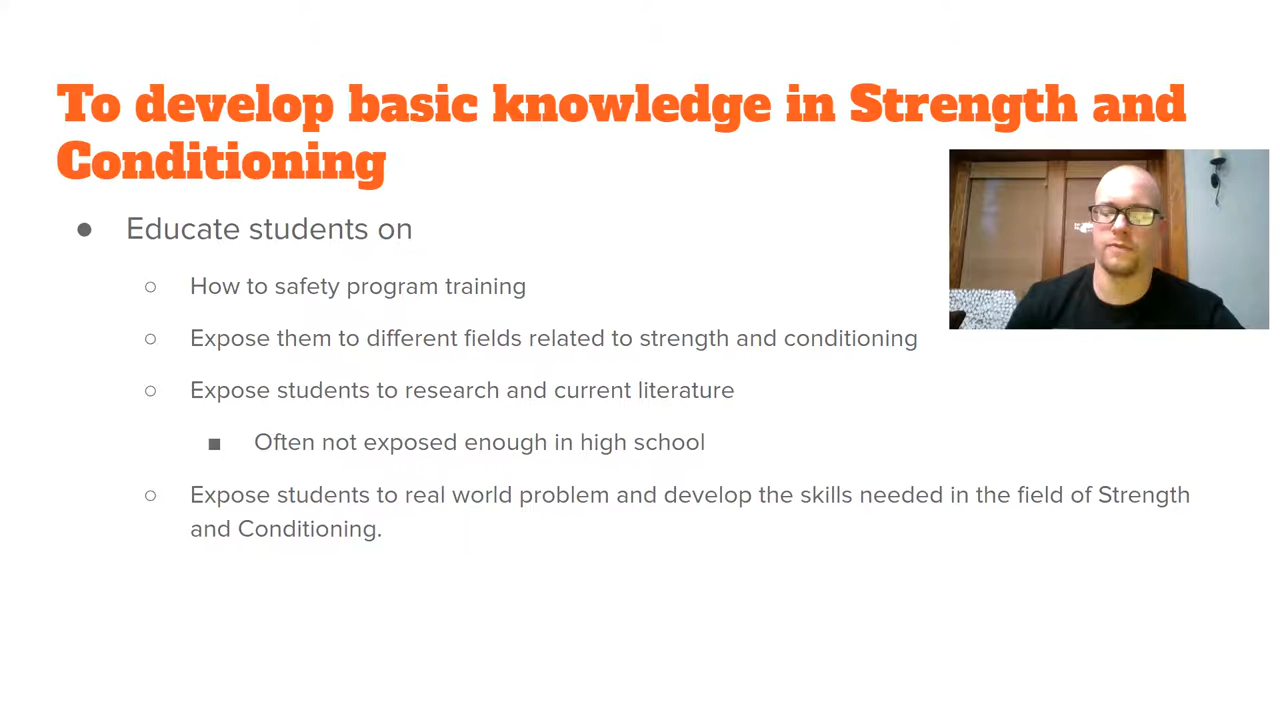 To develop basic knowledge in Strength and
Conditioning
● Educate students on
○ How to safety program training
○ Expose them to different fields related to strength and conditioning
○ Expose students to research and current literature
■ Often not exposed enough in high school
○ Expose students to real world problem and develop the skills needed in the field of Strength
and Conditioning.